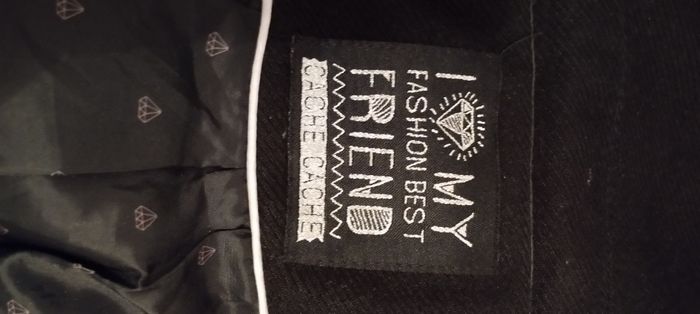 I MY
FASHION BEST
FRIEND
CACHE CACHE